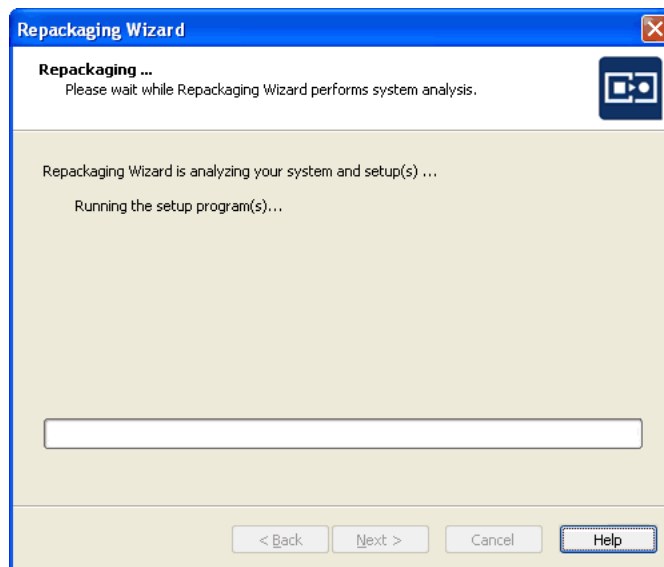 Repackaging Wizard
Repackaging ...
Please wait while Repackaging Wizard performs system analysis.
Repackaging Wizard is analyzing your system and setup(s) ...
Running the setup program(s)...
< Back Next > Cancel Help